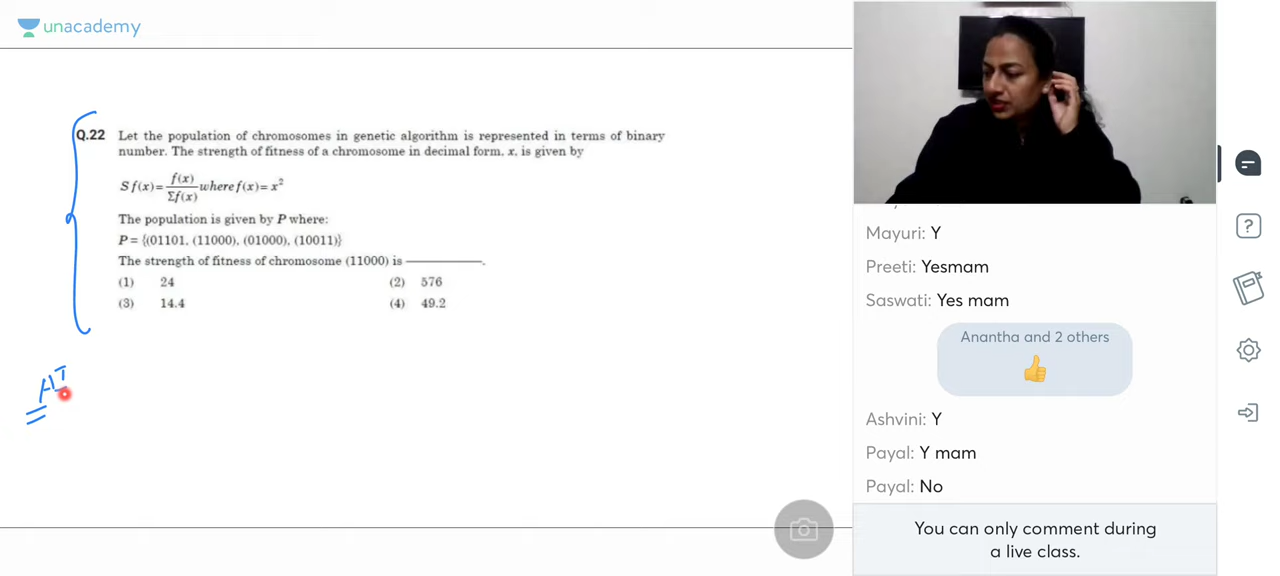 unacademy
Q.22 Let the population of chromosomes in genetic algorithm is represented in terms of binary
number. The strength of fitness of a chromosome in decimal form, x, is given by
S f(x) = f(x) / Σf(x) where f(x) = x²
The population is given by P where:
P = {(01101, (11000), (01000), (10011)}
The strength of fitness of chromosome (11000) is ________.
(1) 24 (2) 576
(3) 14.4 (4) 49.2
AI
Mayuri: Y
Preeti: Yesmam
Saswati: Yes mam
Anantha and 2 others
Ashvini: Y
Payal: Y mam
Payal: No
You can only comment during
a live class.